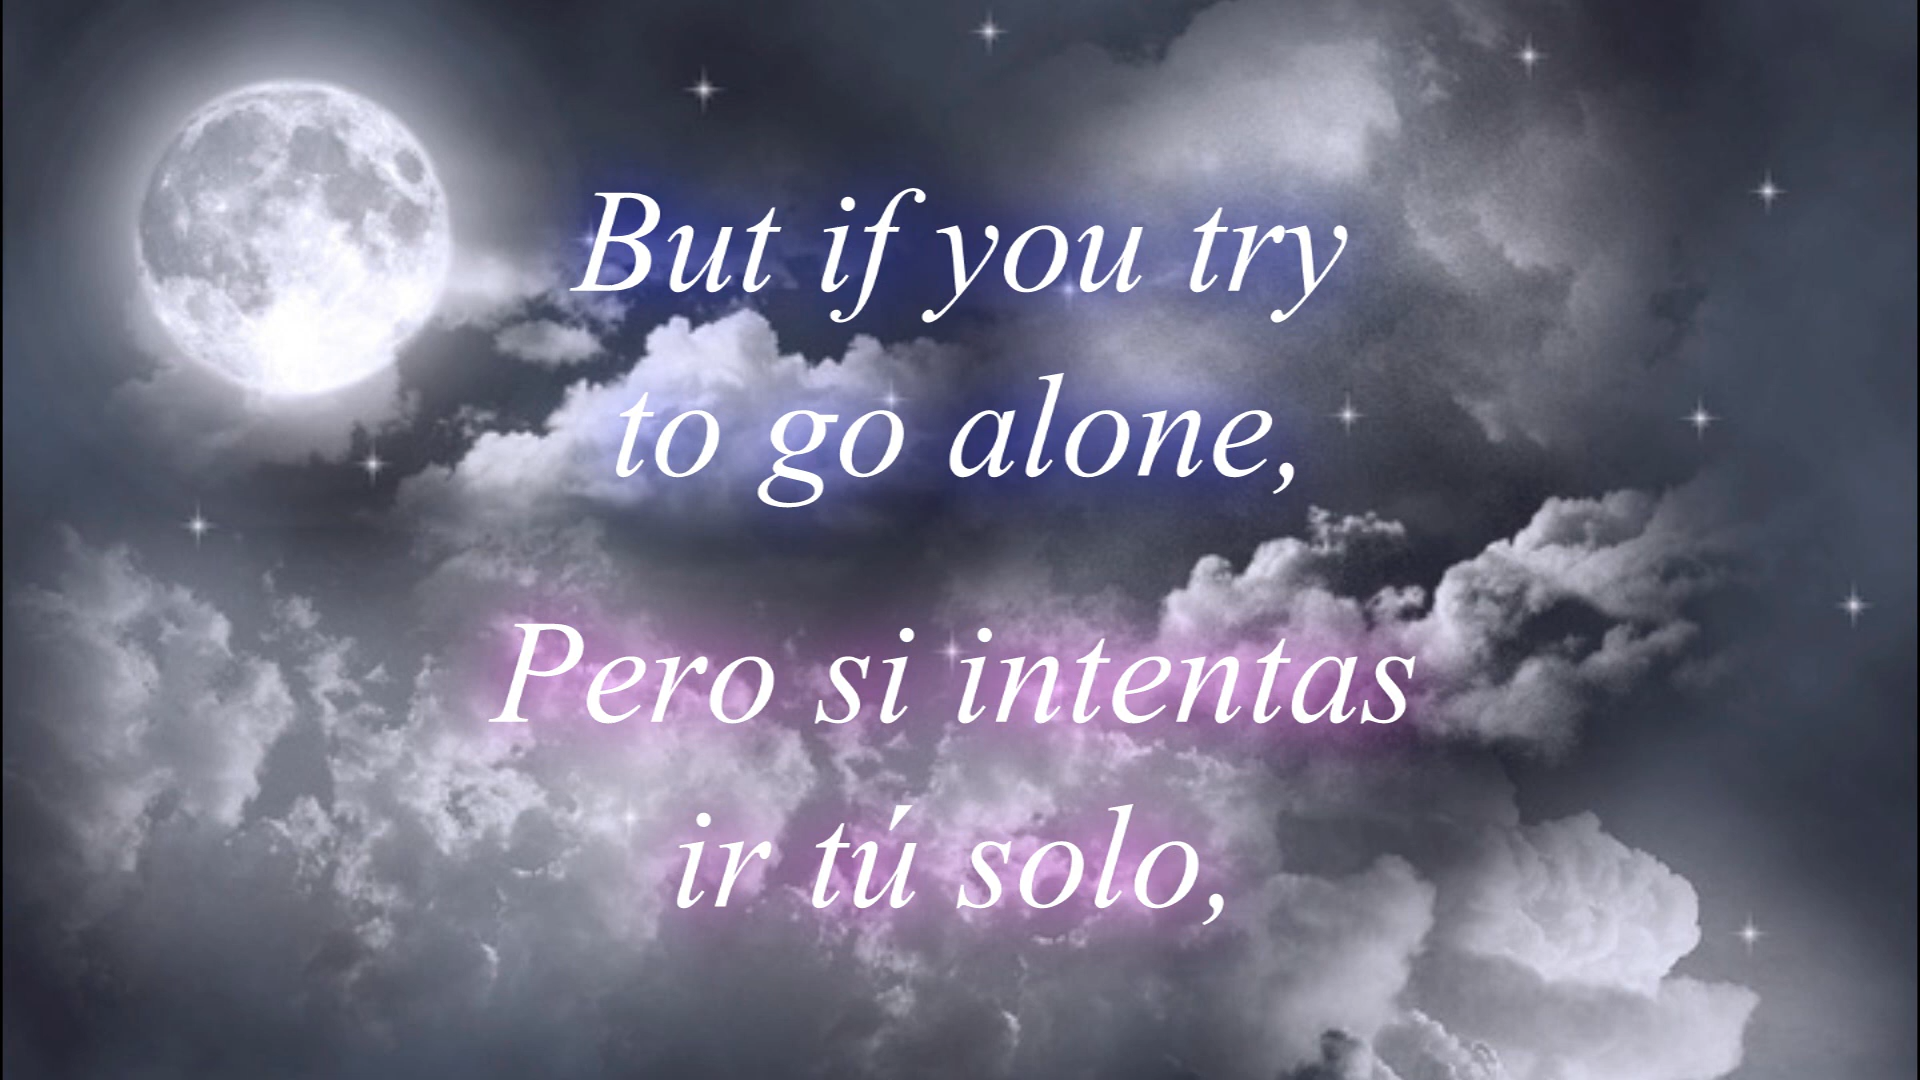 But if you try
to go alone,
Pero si intentas
ir tú solo,